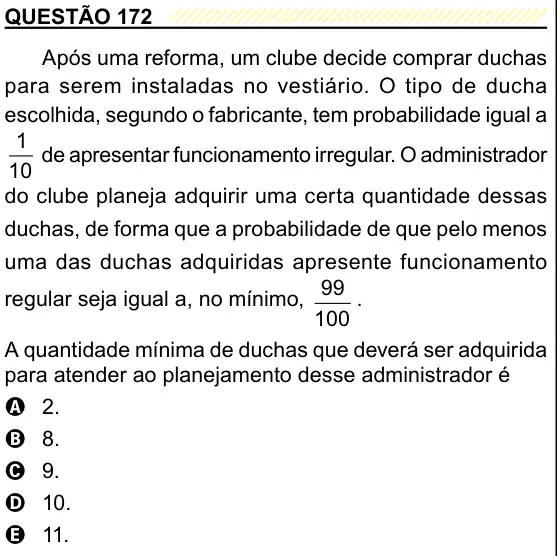 QUESTÃO 172
Após uma reforma, um clube decide comprar duchas
para serem instaladas no vestiário. O tipo de ducha
escolhida, segundo o fabricante, tem probabilidade igual a
1/10 de apresentar funcionamento irregular. O administrador
do clube planeja adquirir uma certa quantidade dessas
duchas, de forma que a probabilidade de que pelo menos
uma das duchas adquiridas apresente funcionamento
regular seja igual a, no mínimo, 99/100.
A quantidade mínima de duchas que deverá ser adquirida
para atender ao planejamento desse administrador é
A 2.
B 8.
C 9.
D 10.
E 11.